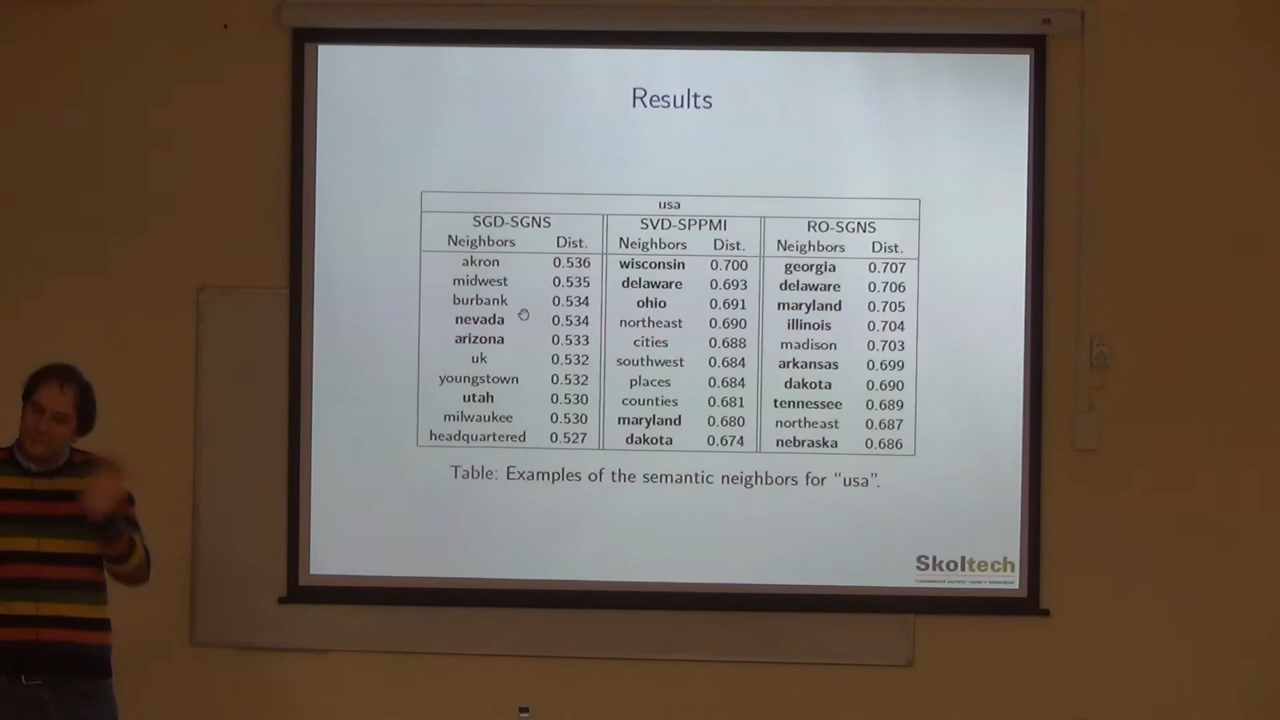 Results
usa
SGD-SGNS SVD-SPPMI RO-SGNS
Neighbors Dist. Neighbors Dist. Neighbors Dist.
akron 0.536 wisconsin 0.700 georgia 0.707
midwest 0.535 delaware 0.693 delaware 0.706
burbank 0.534 ohio 0.691 maryland 0.705
nevada 0.534 northeast 0.690 illinois 0.704
arizona 0.533 cities 0.688 madison 0.703
uk 0.532 southwest 0.684 arkansas 0.699
youngstown 0.532 places 0.684 dakota 0.690
utah 0.530 counties 0.681 tennessee 0.689
milwaukee 0.530 maryland 0.680 northeast 0.687
headquartered 0.527 dakota 0.674 nebraska 0.686
Table: Examples of the semantic neighbors for "usa".
Skoltech